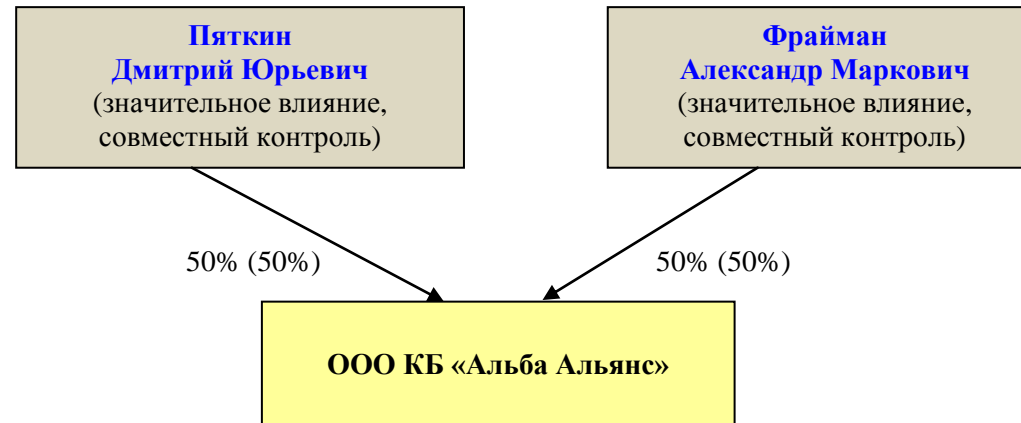 Пяткин
Дмитрий Юрьевич
(значительное влияние,
совместный контроль)
Фрайман
Александр Маркович
(значительное влияние,
совместный контроль)
50% (50%)
50% (50%)
ООО КБ «Альба Альянс»